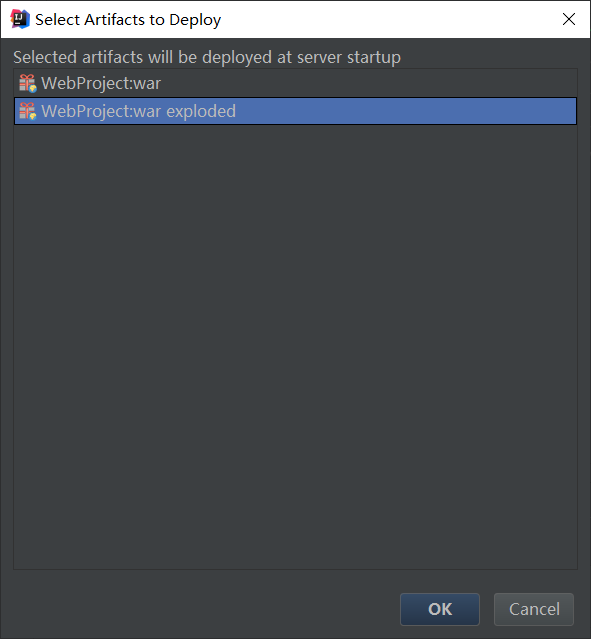 Select Artifacts to Deploy
Selected artifacts will be deployed at server startup
WebProject:war
WebProject:war exploded
OK
Cancel